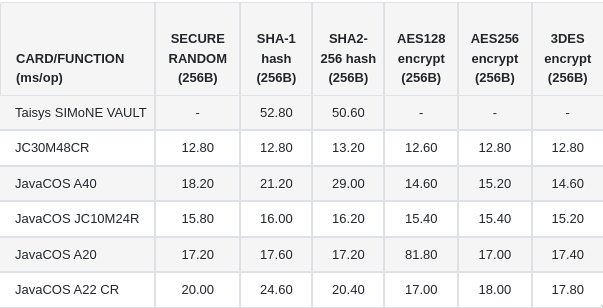 CARD/FUNCTION (ms/op) SECURE RANDOM (256B) SHA-1 hash (256B) SHA2-256 hash (256B) AES128 encrypt (256B) AES256 encrypt (256B) 3DES encrypt (256B)
Taisys SIMoNE VAULT - 52.80 50.60 - - -
JC30M48CR 12.80 12.80 13.20 12.60 12.80 12.80
JavaCOS A40 18.20 21.20 29.00 14.60 15.20 14.60
JavaCOS JC10M24R 15.80 16.00 16.20 15.40 15.40 15.20
JavaCOS A20 17.20 17.60 17.20 81.80 17.00 17.40
JavaCOS A22 CR 20.00 24.60 20.40 17.00 18.00 17.80